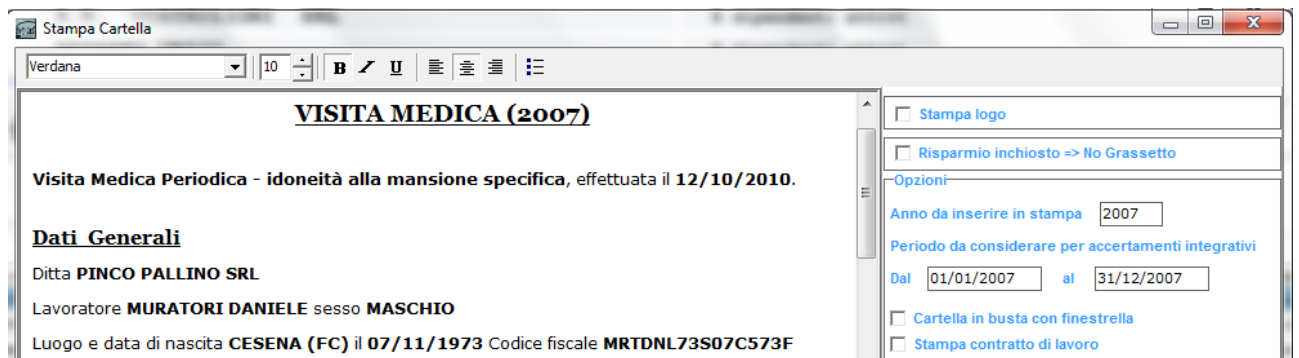 Stampa Cartella
Verdana 10 B I U
VISITA MEDICA (2007)
Visita Medica Periodica - idoneità alla mansione specifica, effettuata il 12/10/2010.
Dati Generali
Ditta PINCO PALLINO SRL
Lavoratore MURATORI DANIELE sesso MASCHIO
Luogo e data di nascita CESENA (FC) il 07/11/1973 Codice fiscale MRTDNL73S07C573F
Stampa logo
Risparmio inchiosto => No Grassetto
Opzioni
Anno da inserire in stampa 2007
Periodo da considerare per accertamenti integrativi
Dal 01/01/2007 al 31/12/2007
Cartella in busta con finestrella
Stampa contratto di lavoro